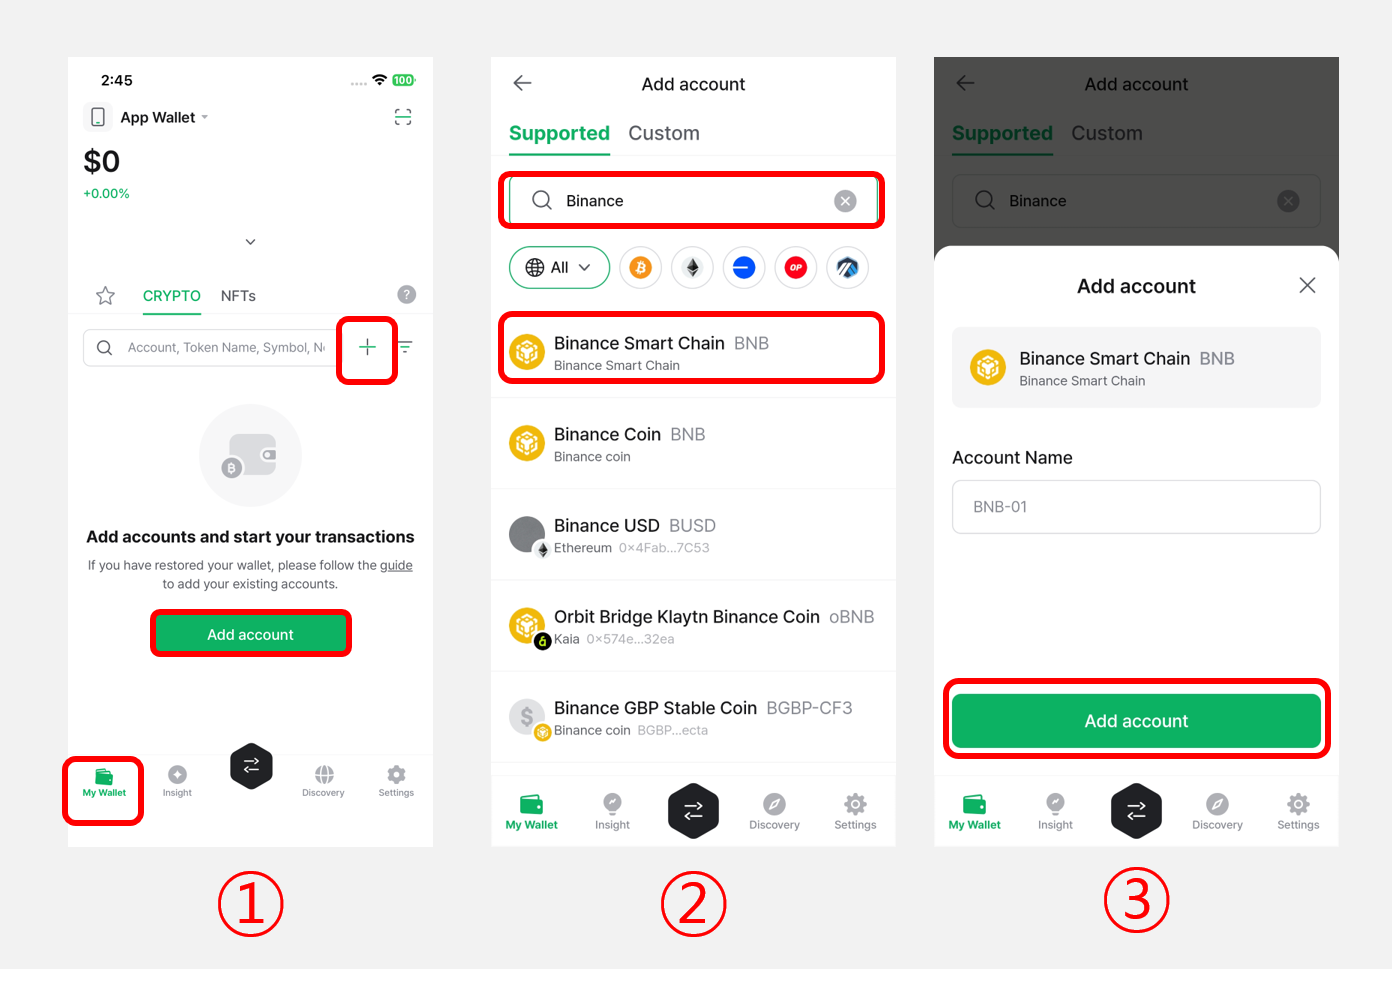 2:45
100
App Wallet
$0
+0.00%
CRYPTO NFTs
?
Account, Token Name, Symbol, N
Add accounts and start your transactions
If you have restored your wallet, please follow the guide
to add your existing accounts.
Add account
My Wallet Insight Discovery Settings
①
Add account
Supported Custom
Binance
All
OP
Binance Smart Chain BNB
Binance Smart Chain
Binance Coin BNB
Binance coin
Binance USD BUSD
Ethereum 0×4Fab...7C53
Orbit Bridge Klaytn Binance Coin oBNB
Kaia 0×574e...32ea
$
Binance GBP Stable Coin BGBP-CF3
Binance coin BGBP...ecta
My Wallet Insight Discovery Settings
②
Add account
Supported Custom
Binance
Add account
Binance Smart Chain BNB
Binance Smart Chain
Account Name
BNB-01
Add account
My Wallet Insight Discovery Settings
③